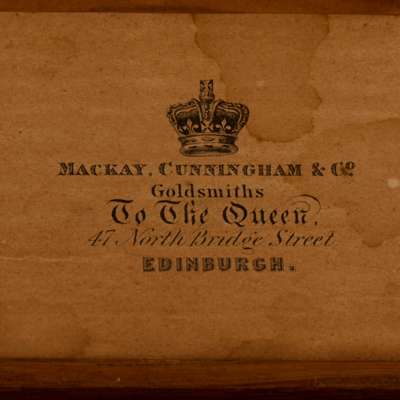 MACKAY, CUNNINGHAM & Co
Goldsmiths
To The Queen,
47 North Bridge Street
EDINBURGH.